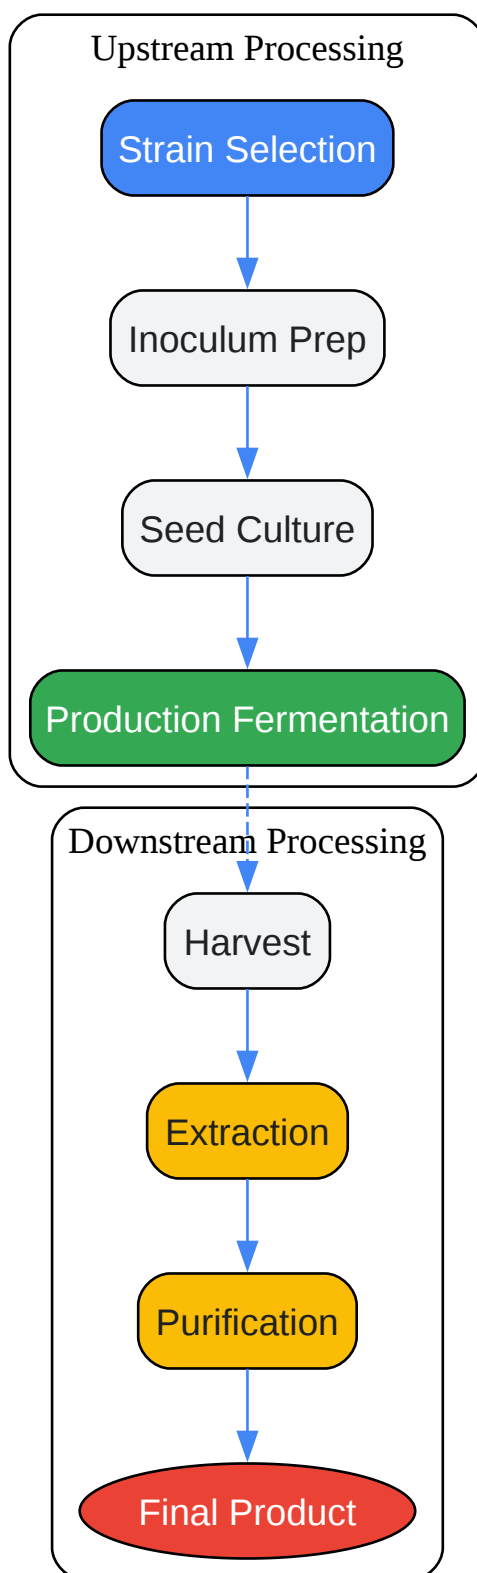 Upstream Processing
Strain Selection
Inoculum Prep
Seed Culture
Production Fermentation
Downstream Processing
Harvest
Extraction
Purification
Final Product